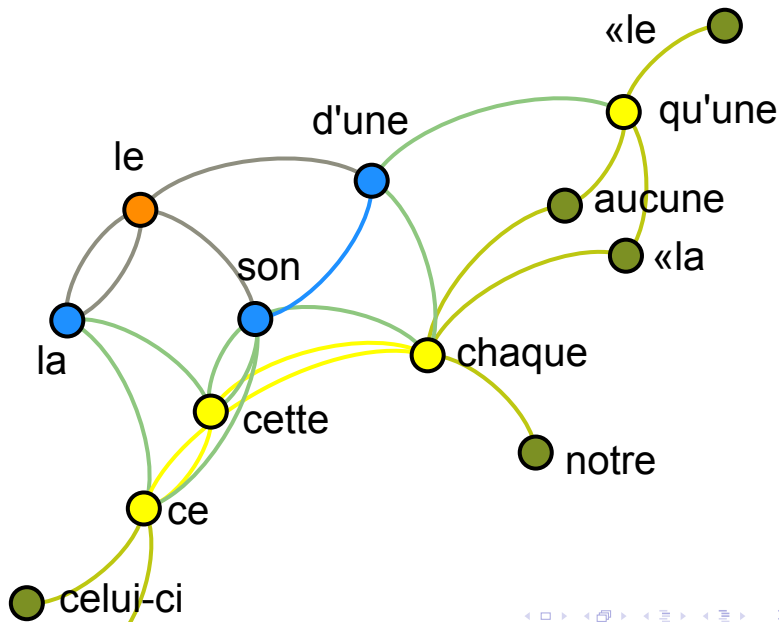 «le
qu'une
d'une
le
aucune
son
«la
la
chaque
cette
notre
ce
celui-ci